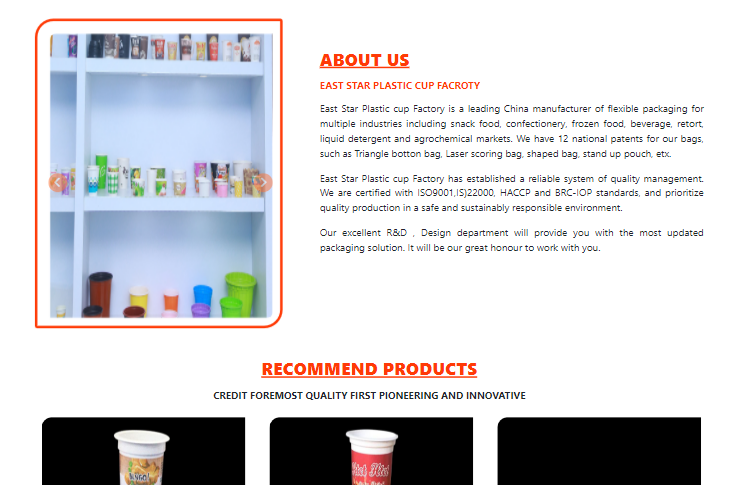 ABOUT US
EAST STAR PLASTIC CUP FACROTY
East Star Plastic cup Factory is a leading China manufacturer of flexible packaging for
multiple industries including snack food, confectionery, frozen food, beverage, retort,
liquid detergent and agrochemical markets. We have 12 national patents for our bags,
such as Triangle botton bag, Laser scoring bag, shaped bag, stand up pouch, etx.
East Star Plastic cup Factory has established a reliable system of quality management.
We are certified with ISO9001,IS)22000, HACCP and BRC-IOP standards, and prioritize
quality production in a safe and sustainably responsible environment.
Our excellent R&D , Design department will provide you with the most updated
packaging solution. It will be our great honour to work with you.
RECOMMEND PRODUCTS
CREDIT FOREMOST QUALITY FIRST PIONEERING AND INNOVATIVE